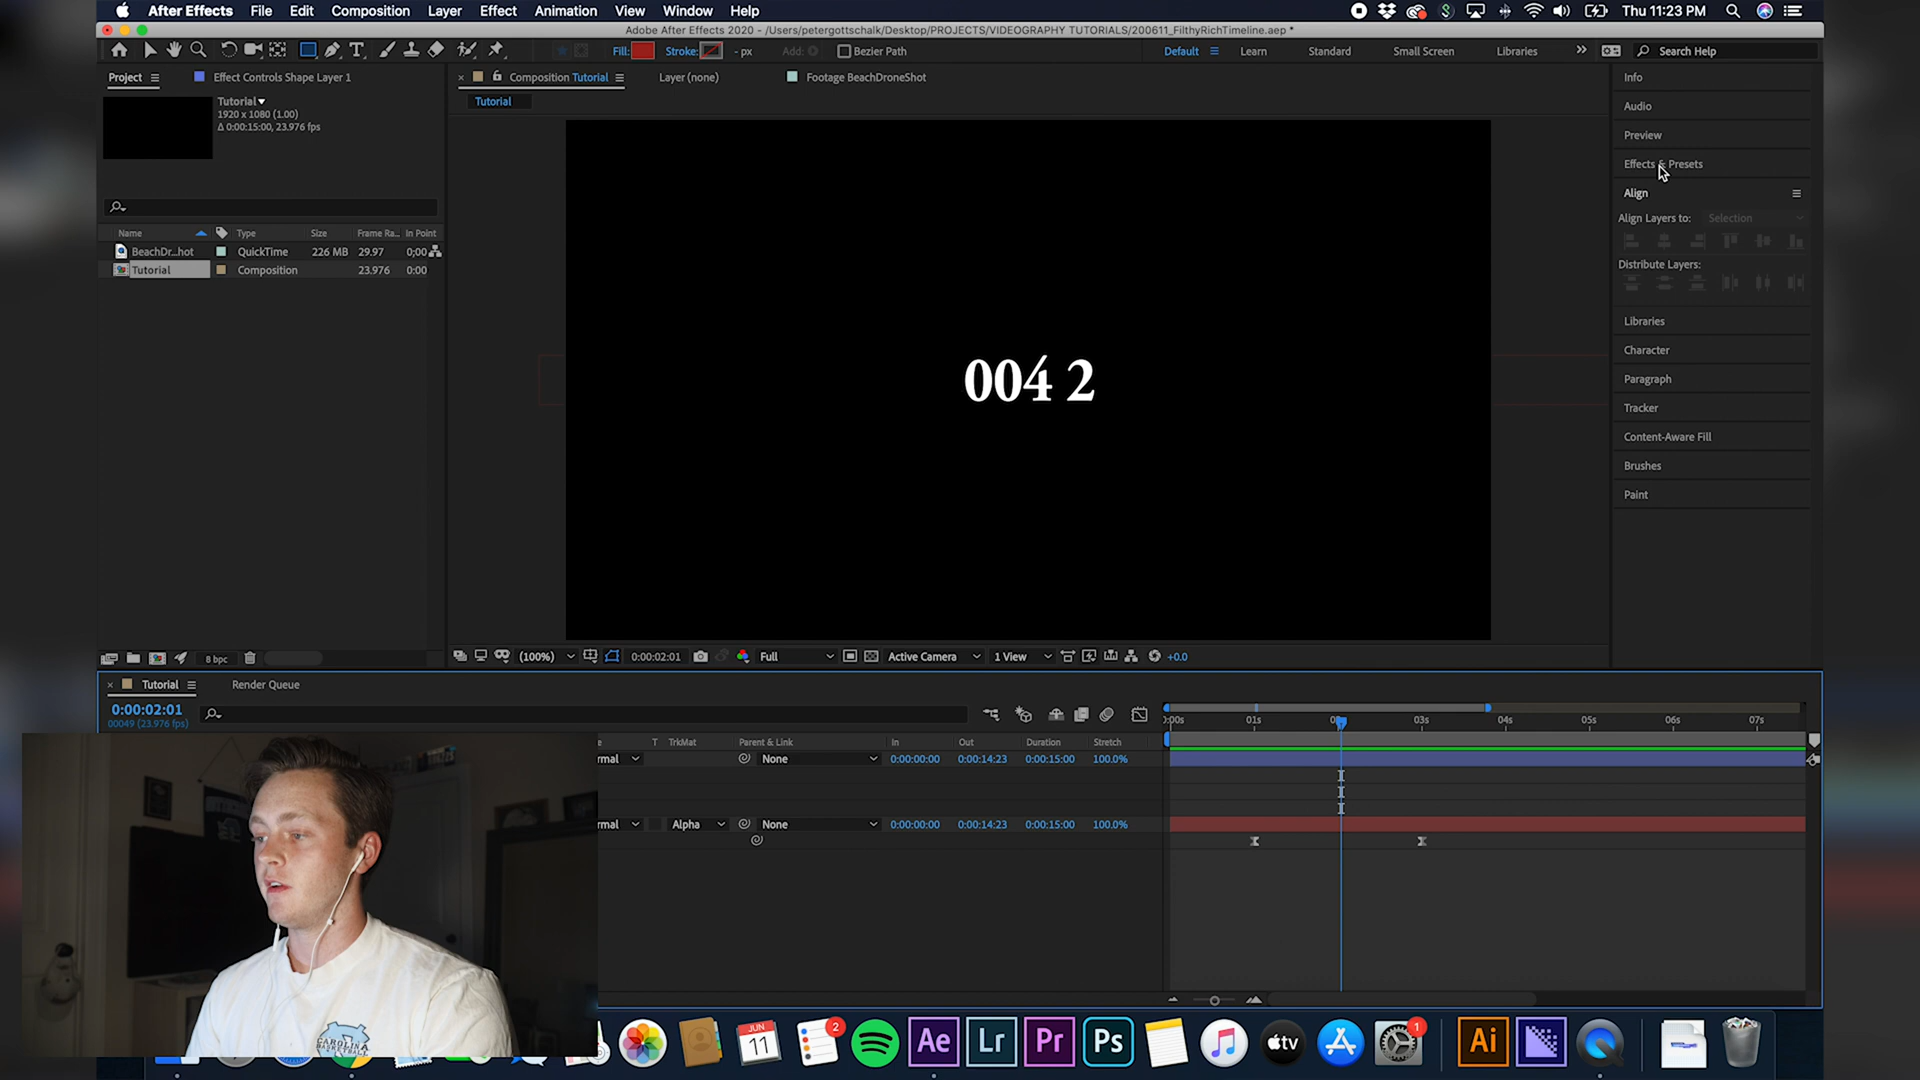 After Effects File Edit Composition Layer Effect Animation View Window Help Thu 11:23 PM
Adobe After Effects 2020 - /Users/petergottschalk/Desktop/PROJECTS/VIDEOGRAPHY TUTORIALS/200611_FilthyRichTimeline.aep *
Fill: Stroke: - px Add: Bezier Path Default Learn Standard Small Screen Libraries Search Help
Project Effect Controls Shape Layer 1 Composition Tutorial Layer (none) Footage BeachDroneShot Info
Tutorial
1920 x 1080 (1.00)
Δ 0:00:15:00, 23.976 fps
Tutorial
Audio
Preview
Effects & Presets
Align
Align Layers to: Selection
Distribute Layers:
Libraries
Character
Paragraph
Tracker
Content-Aware Fill
Brushes
Paint
Name Type Size Frame Ra... In Point
BeachDr...hot QuickTime 226 MB 29.97 0;00
Tutorial Composition 23.976 0:00
004 2
8 bpc
(100%) 0:00:02:01 Full Active Camera 1 View +0.0
Tutorial Render Queue
0:00:02:01
00049 (23.976 fps)
:00s 01s 03s 04s 05s 06s 07s
T TrkMat Parent & Link In Out Duration Stretch
rmal None 0:00:00:00 0:00:14:23 0:00:15:00 100.0%
rmal Alpha None 0:00:00:00 0:00:14:23 0:00:15:00 100.0%
CAROLINA
BASKETBALL
JUN
11
2
Ae Lr Pr Ps tv 1 Ai